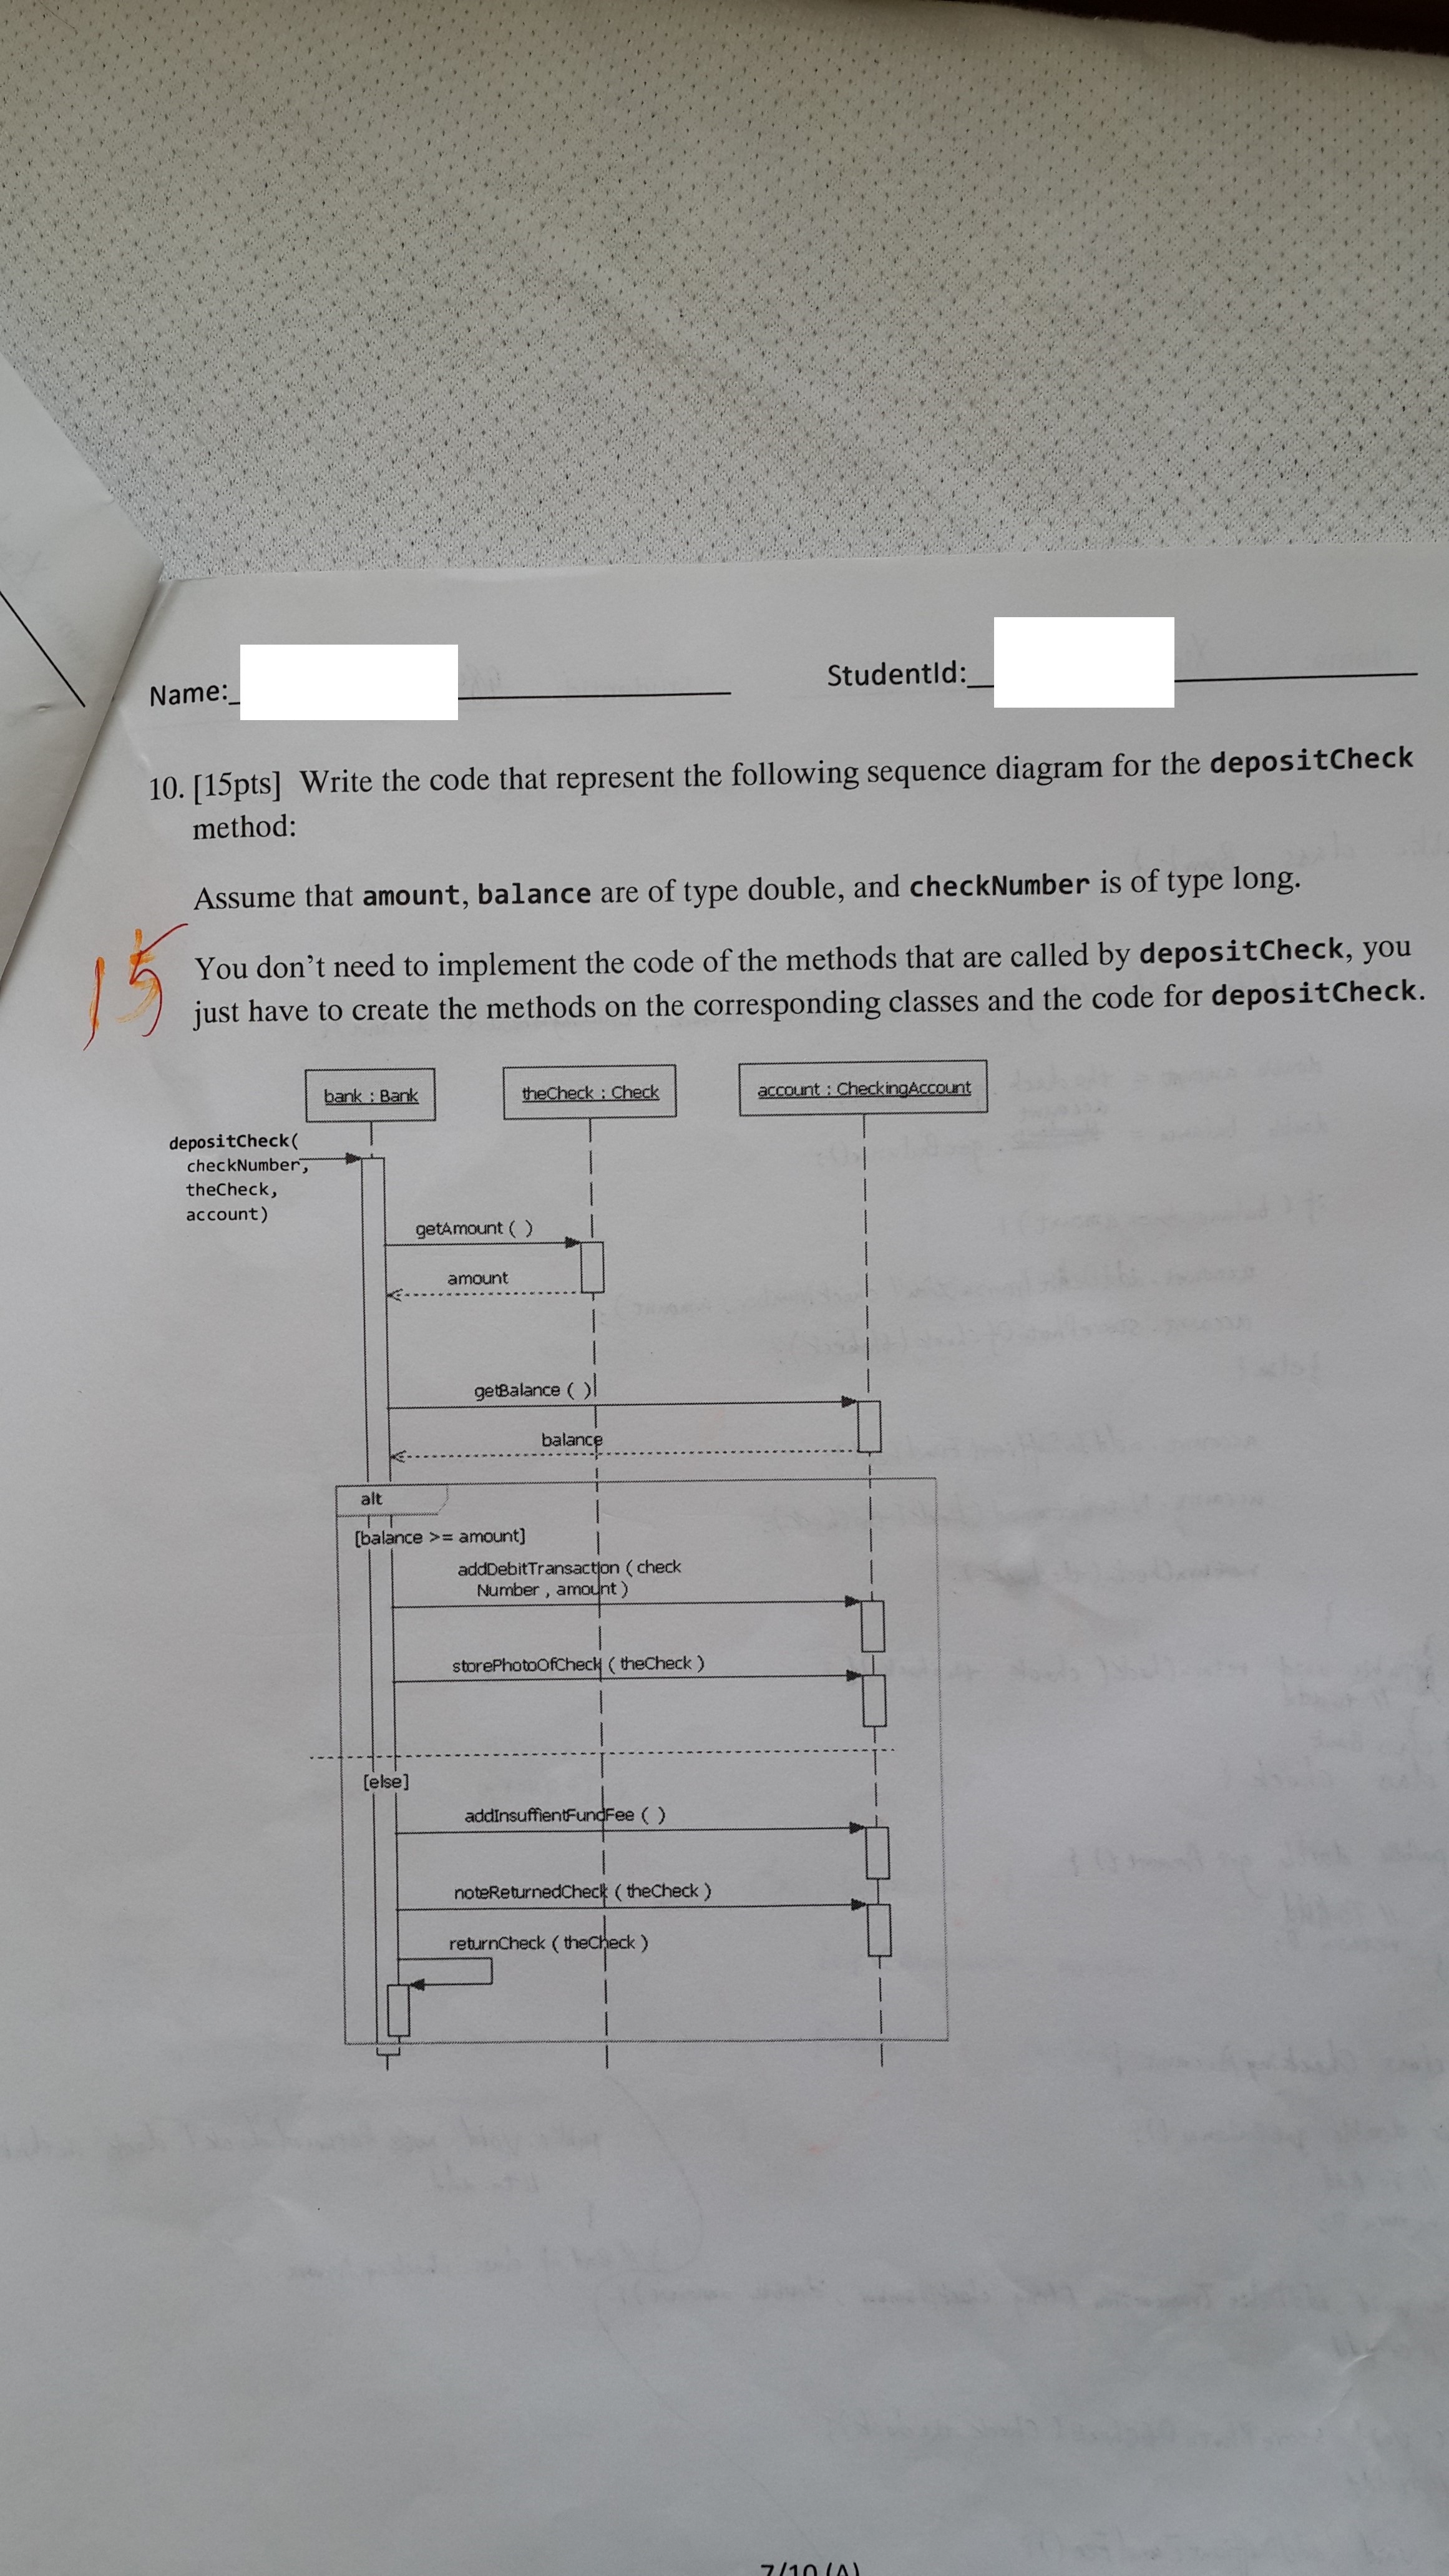 Name:
StudentId:
10. [15pts] Write the code that represent the following sequence diagram for the depositCheck
method:
Assume that amount, balance are of type double, and checkNumber is of type long.
15
You don't need to implement the code of the methods that are called by depositCheck, you
just have to create the methods on the corresponding classes and the code for depositCheck.
bank : Bank
theCheck : Check
account : CheckingAccount
depositCheck(
checkNumber,
theCheck,
account)
getAmount ( )
amount
getBalance ( )
balance
alt
[balance >= amount]
addDebitTransaction ( check
Number , amount )
storePhotoOfCheck ( theCheck )
[else]
addInsuffientFundFee ( )
noteReturnedCheck ( theCheck )
returnCheck ( theCheck )
7/10 (A)